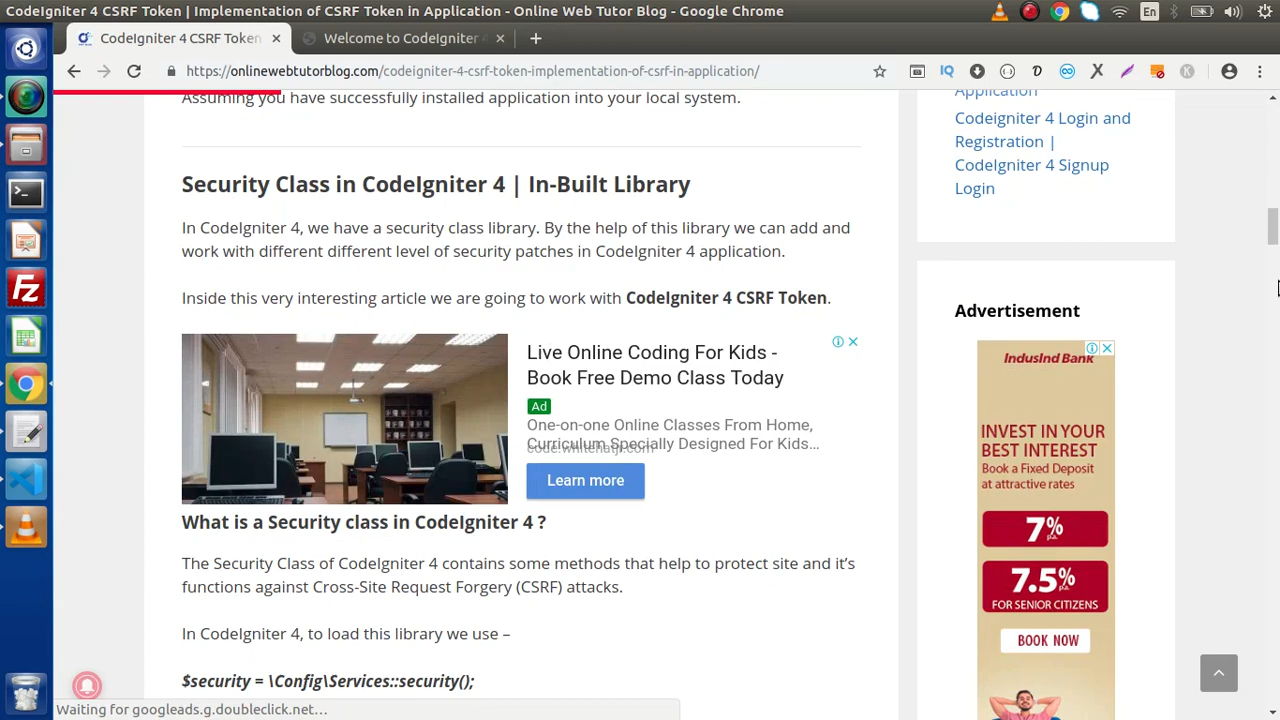 CodeIgniter 4 CSRF Token | Implementation of CSRF Token in Application - Online Web Tutor Blog - Google Chrome
En
CodeIgniter 4 CSRF Token
Welcome to CodeIgniter 4
https://onlinewebtutorblog.com/codeigniter-4-csrf-token-implementation-of-csrf-in-application/
IQ
Assuming you have successfully installed application into your local system.
Security Class in CodeIgniter 4 | In-Built Library
In CodeIgniter 4, we have a security class library. By the help of this library we can add and
work with different different level of security patches in CodeIgniter 4 application.
Inside this very interesting article we are going to work with CodeIgniter 4 CSRF Token.
Live Online Coding For Kids -
Book Free Demo Class Today
Ad
One-on-one Online Classes From Home,
Curriculum Specially Designed For Kids...
code.whitehatjr.com
Learn more
What is a Security class in CodeIgniter 4 ?
The Security Class of CodeIgniter 4 contains some methods that help to protect site and it's
functions against Cross-Site Request Forgery (CSRF) attacks.
In CodeIgniter 4, to load this library we use –
$security = \Config\Services::security();
Application
Codeigniter 4 Login and
Registration |
CodeIgniter 4 Signup
Login
Advertisement
IndusInd Bank
INVEST IN YOUR
BEST INTEREST
Book a Fixed Deposit
at attractive rates
7% p.a.
7.5% p.a.
FOR SENIOR CITIZENS
BOOK NOW
Waiting for googleads.g.doubleclick.net...